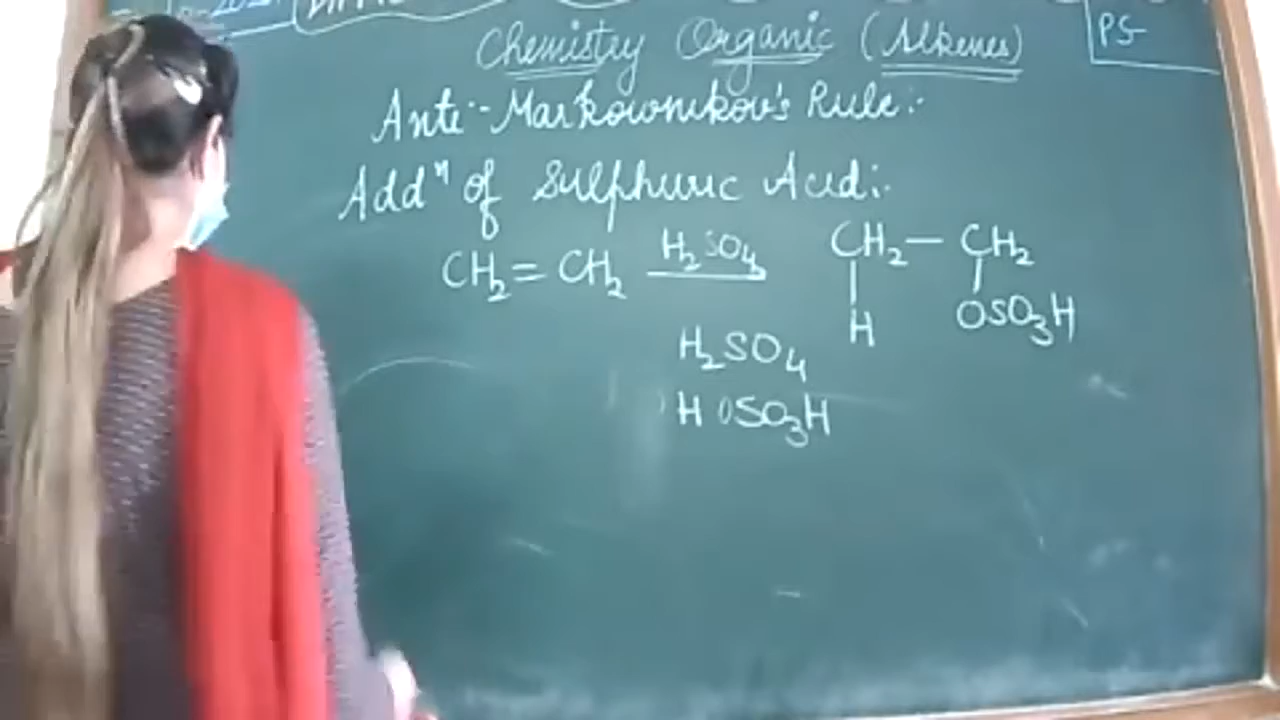 Chemistry Organic (Alkenes)
PS
Anti-Markownikov's Rule:-
Addⁿ of Sulphuric Acid:-
CH₂=CH₂ H₂SO₄ CH₂—CH₂
H OSO₃H
H₂SO₄
H OSO₃H